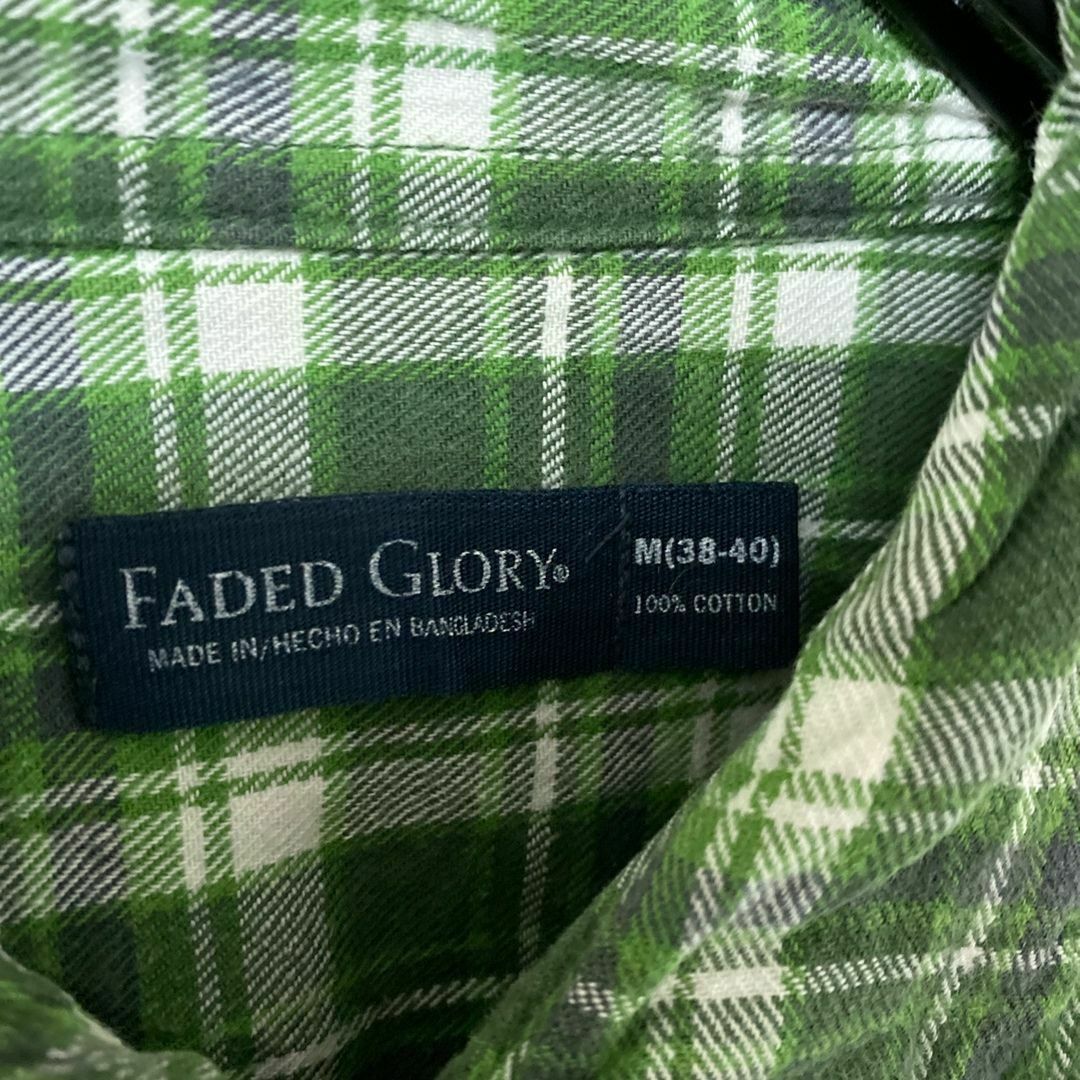 FADED GLORY®
MADE IN/HECHO EN BANGLADESH
M(38-40)
100% COTTON